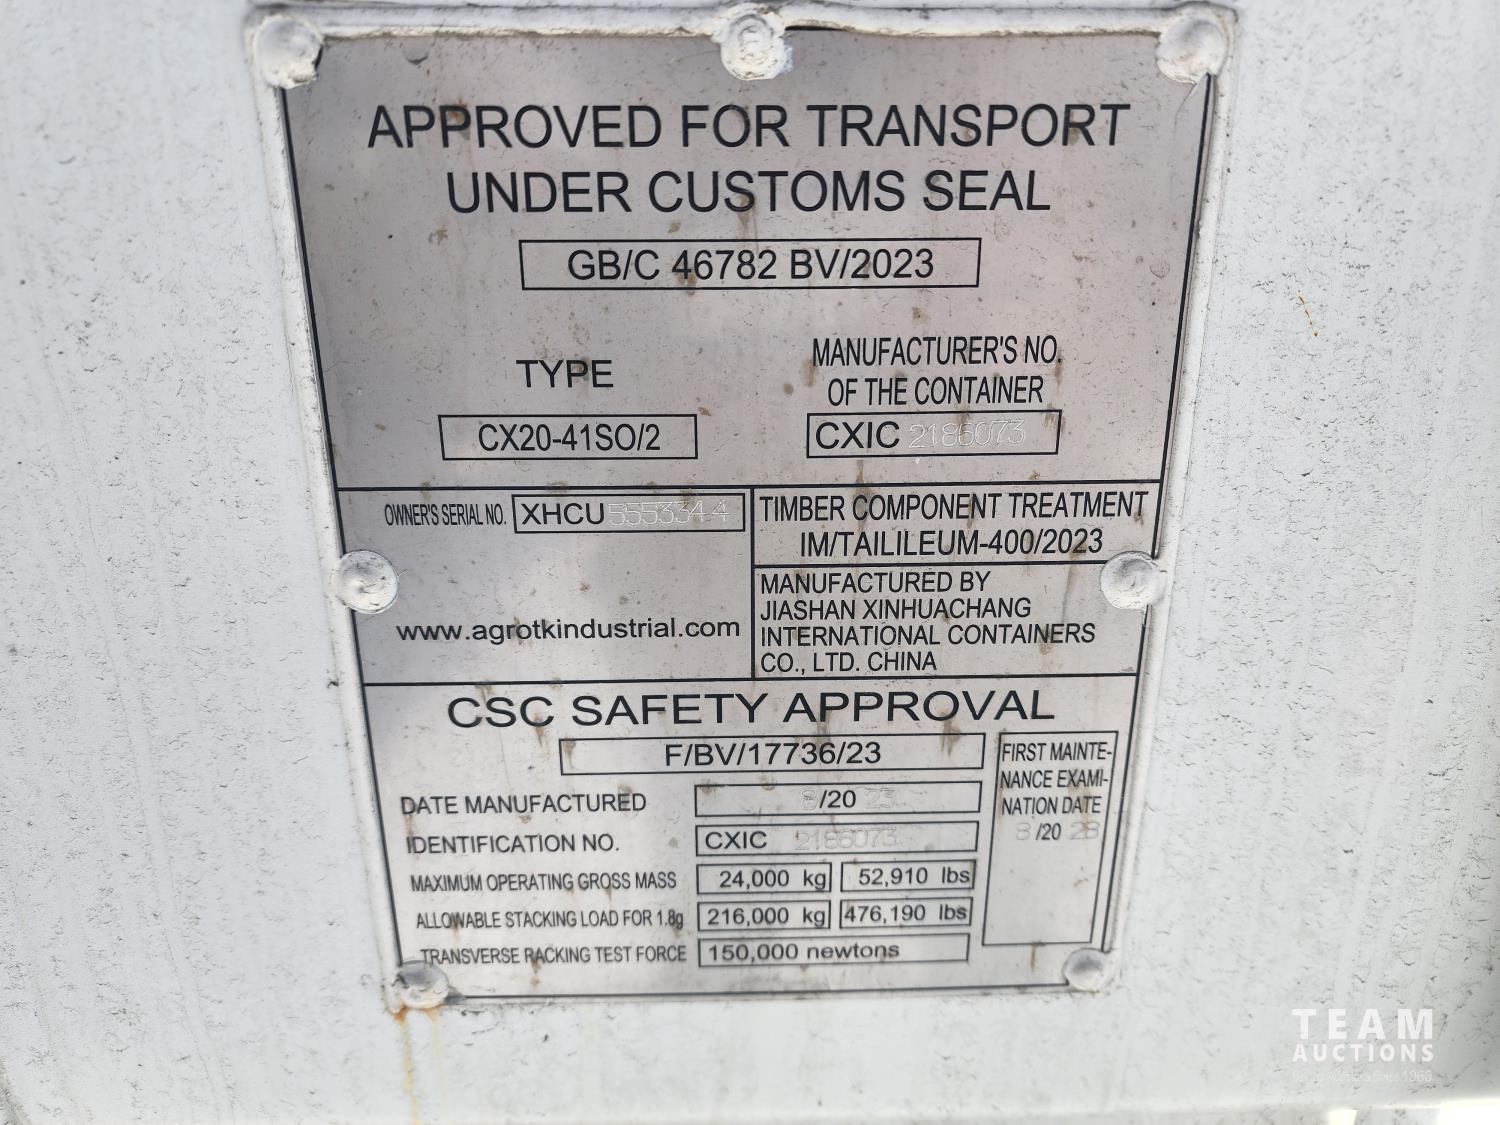 APPROVED FOR TRANSPORT
UNDER CUSTOMS SEAL
GB/C 46782 BV/2023
TYPE
CX20-41SO/2
MANUFACTURER'S NO.
OF THE CONTAINER
CXIC 2186073
OWNER'S SERIAL NO. XHCU 5553344
www.agrotkindustrial.com
TIMBER COMPONENT TREATMENT
IM/TAILILEUM-400/2023
MANUFACTURED BY
JIASHAN XINHUACHANG
INTERNATIONAL CONTAINERS
CO., LTD. CHINA
CSC SAFETY APPROVAL
F/BV/17736/23
DATE MANUFACTURED 8/20 23
IDENTIFICATION NO. CXIC 2186073
MAXIMUM OPERATING GROSS MASS 24,000 kg 52,910 lbs
ALLOWABLE STACKING LOAD FOR 1.8g 216,000 kg 476,190 lbs
TRANSVERSE RACKING TEST FORCE 150,000 newtons
FIRST MAINTE-
NANCE EXAMI-
NATION DATE
8 /20 28
TEAM
AUCTIONS
Since 1966